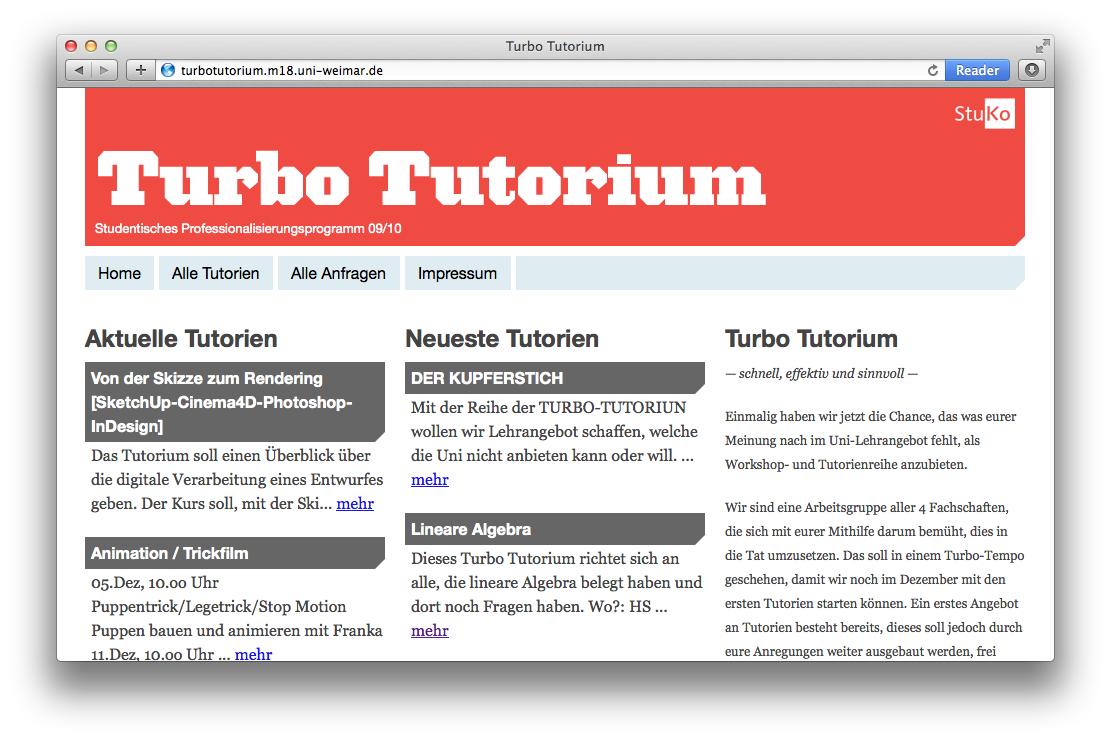 Turbo Tutorium
turbotutorium.m18.uni-weimar.de
Reader
StuKo
Turbo Tutorium
Studentisches Professionalisierungsprogramm 09/10
Home
Alle Tutorien
Alle Anfragen
Impressum
Aktuelle Tutorien
Von der Skizze zum Rendering
[SketchUp-Cinema4D-Photoshop-
InDesign]
Das Tutorium soll einen Überblick über
die digitale Verarbeitung eines Entwurfes
geben. Der Kurs soll, mit der Ski... mehr
Animation / Trickfilm
05.Dez, 10.00 Uhr
Puppentrick/Legetrick/Stop Motion
Puppen bauen und animieren mit Franka
11.Dez, 10.00 Uhr ... mehr
Neueste Tutorien
DER KUPFERSTICH
Mit der Reihe der TURBO-TUTORIUN
wollen wir Lehrangebot schaffen, welche
die Uni nicht anbieten kann oder will. ...
mehr
Lineare Algebra
Dieses Turbo Tutorium richtet sich an
alle, die lineare Algebra belegt haben und
dort noch Fragen haben. Wo?: HS ...
mehr
Turbo Tutorium
— schnell, effektiv und sinnvoll —
Einmalig haben wir jetzt die Chance, das was eurer
Meinung nach im Uni-Lehrangebot fehlt, als
Workshop- und Tutorienreihe anzubieten.
Wir sind eine Arbeitsgruppe aller 4 Fachschaften,
die sich mit eurer Mithilfe darum bemüht, dies in
die Tat umzusetzen. Das soll in einem Turbo-Tempo
geschehen, damit wir noch im Dezember mit den
ersten Tutorien starten können. Ein erstes Angebot
an Tutorien besteht bereits, dieses soll jedoch durch
eure Anregungen weiter ausgebaut werden, frei